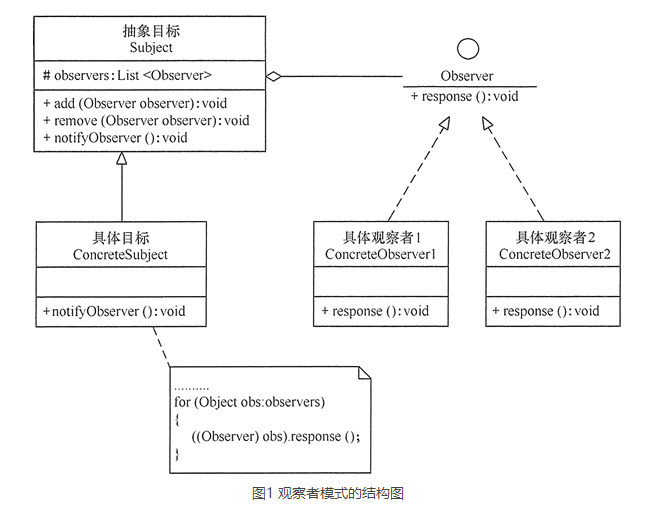 抽象目标
Subject
# observers:List <Observer>
+ add (Observer observer):void
+ remove (Observer observer):void
+ notifyObserver ():void
Observer
+ response ():void
具体目标
ConcreteSubject
+notifyObserver ():void
具体观察者1
ConcreteObserver1
+ response ():void
具体观察者2
ConcreteObserver2
+ response ():void
..........
for (Object obs:observers)
{
((Observer) obs).response ();
}
图1 观察者模式的结构图